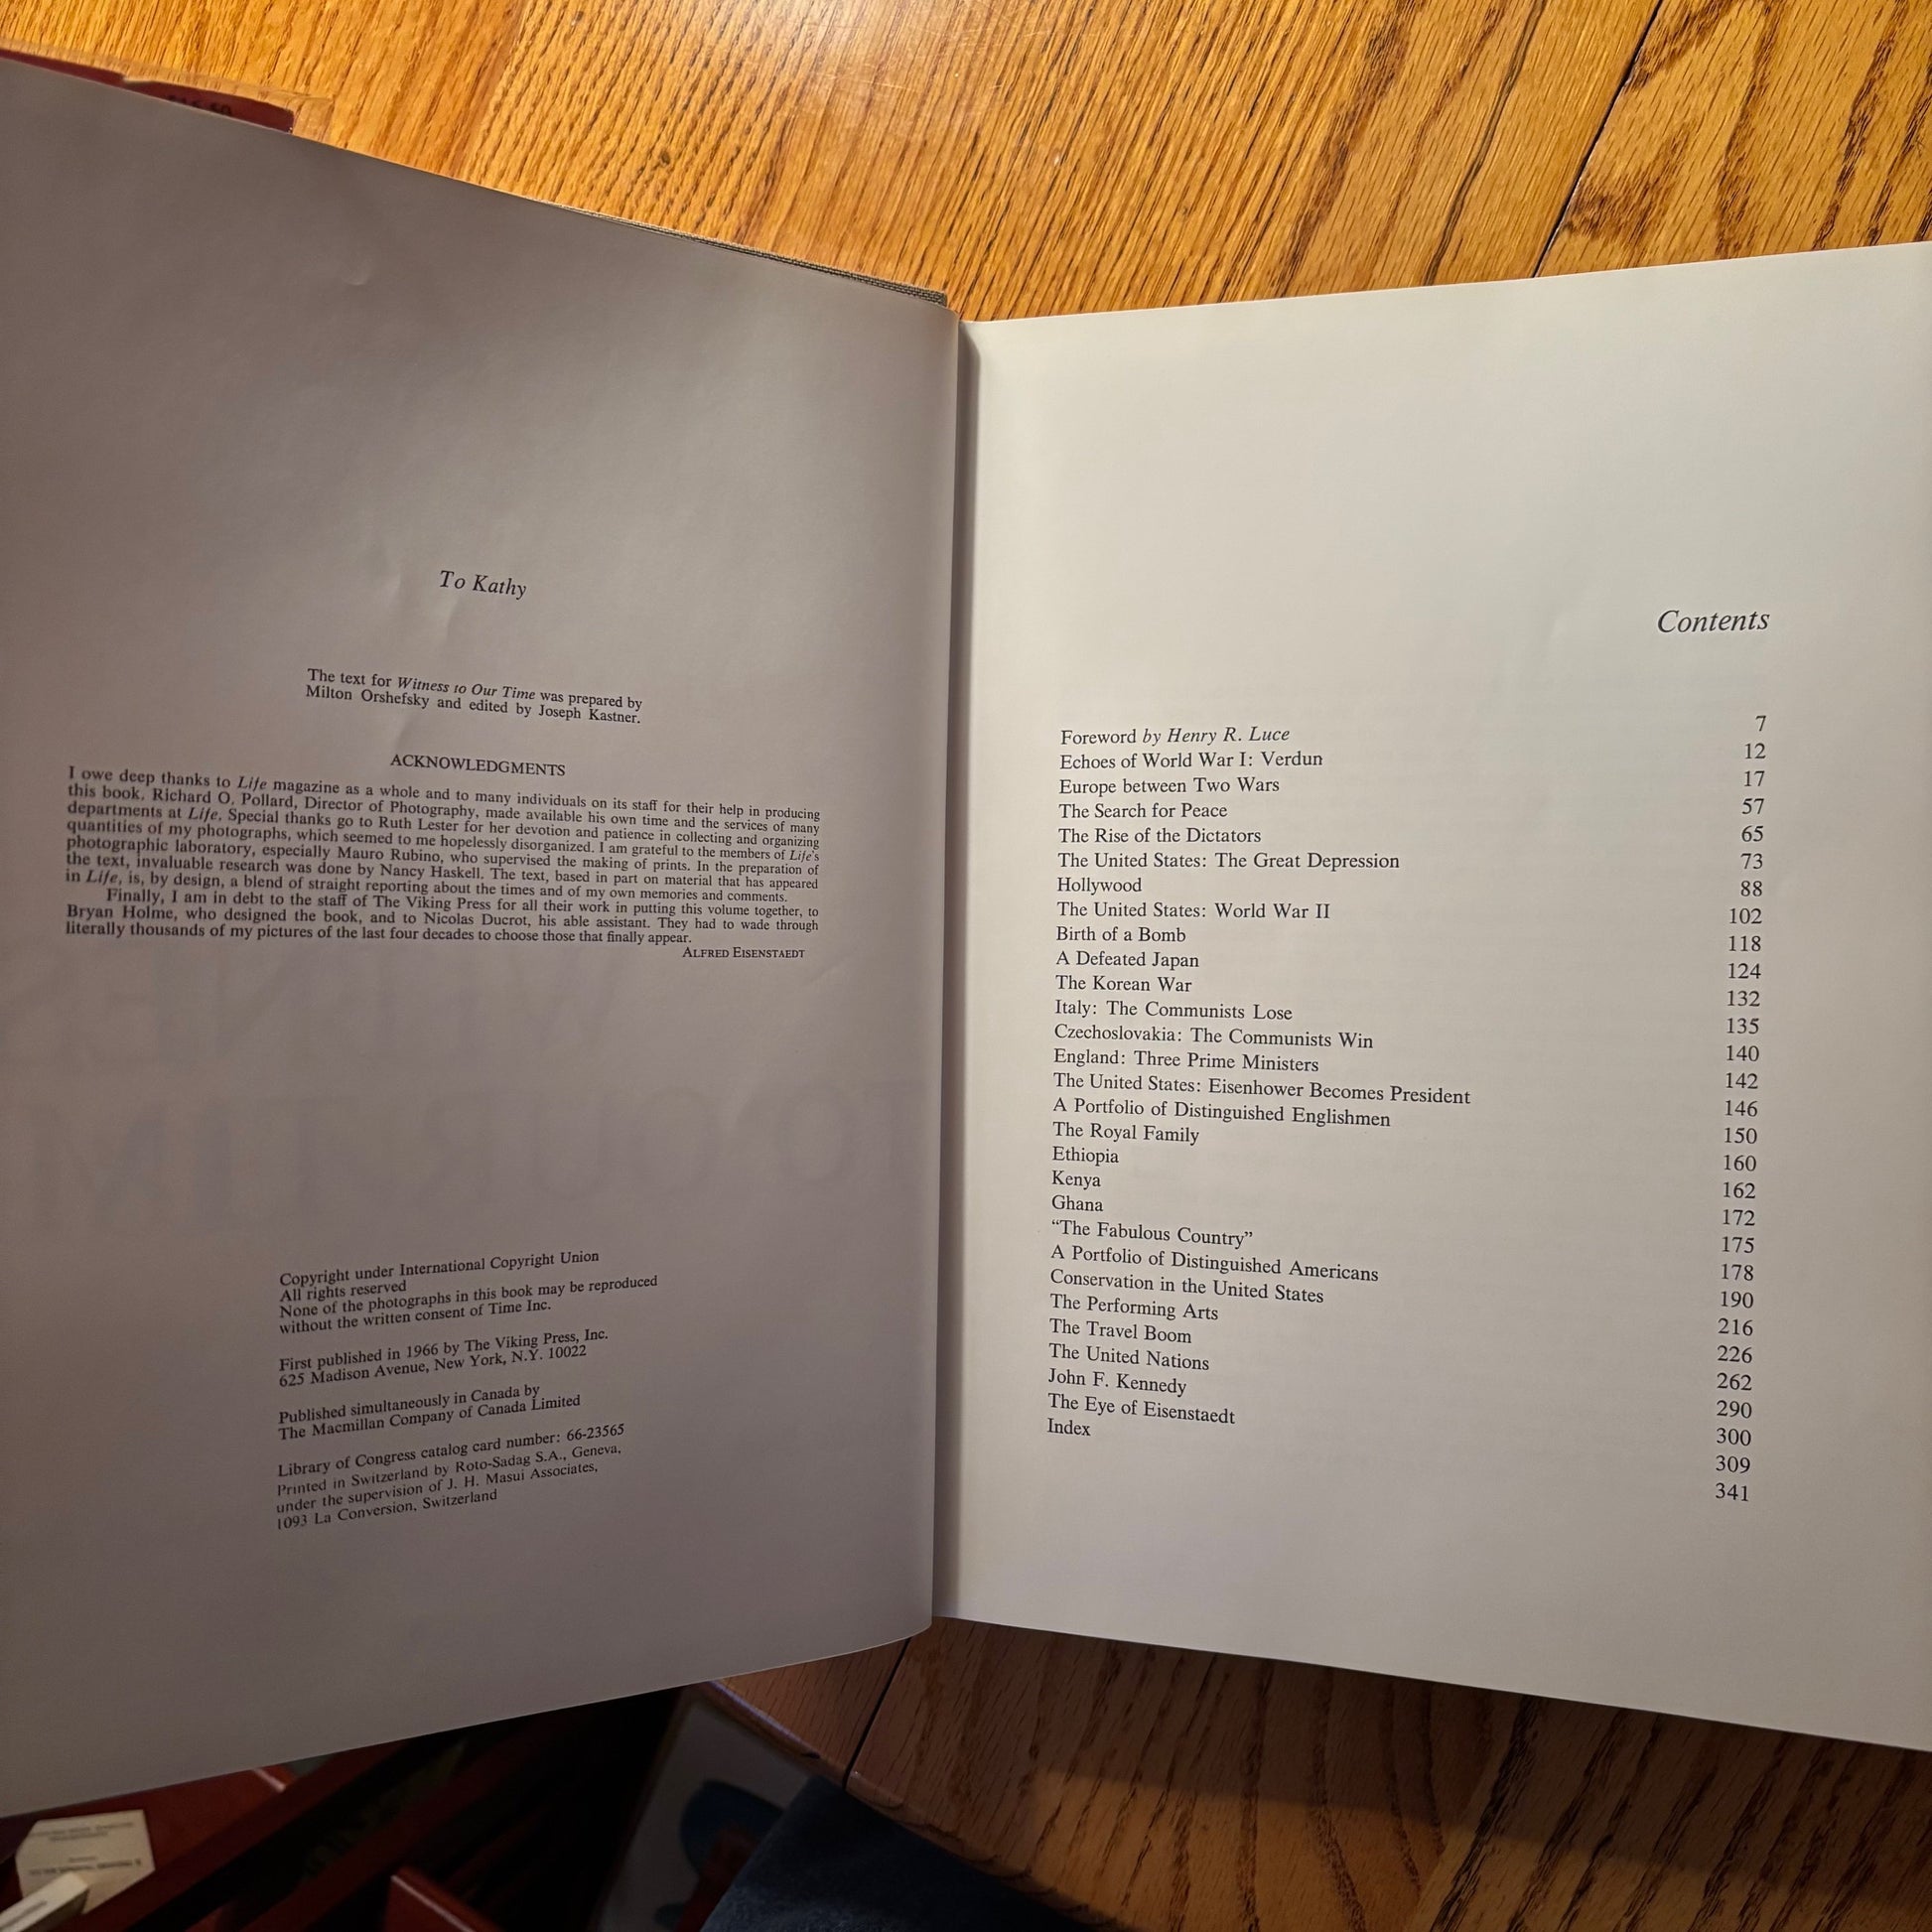 To Kathy
The text for Witness to Our Time was prepared by
Milton Orshefsky and edited by Joseph Kastner.
ACKNOWLEDGMENTS
I owe deep thanks to Life magazine as a whole and to many individuals on its staff for their help in producing
this book. Richard O. Pollard, Director of Photography, made available his own time and the services of many
departments at Life. Special thanks go to Ruth Lester for her devotion and patience in collecting and organizing
quantities of my photographs, which seemed to me hopelessly disorganized. I am grateful to the members of Life's
photographic laboratory, especially Mauro Rubino, who supervised the making of prints. In the preparation of
the text, invaluable research was done by Nancy Haskell. The text, based in part on material that has appeared
in Life, is, by design, a blend of straight reporting about the times and of my own memories and comments.
Finally, I am in debt to the staff of The Viking Press for all their work in putting this volume together, to
Bryan Holme, who designed the book, and to Nicolas Ducrot, his able assistant. They had to wade through
literally thousands of my pictures of the last four decades to choose those that finally appear.
ALFRED EISENSTAEDT
Copyright under International Copyright Union
All rights reserved
None of the photographs in this book may be reproduced
without the written consent of Time Inc.
First published in 1966 by The Viking Press, Inc.
625 Madison Avenue, New York, N.Y. 10022
Published simultaneously in Canada by
The Macmillan Company of Canada Limited
Library of Congress catalog card number: 66-23565
Printed in Switzerland by Roto-Sadag S.A., Geneva,
under the supervision of J. H. Masui Associates,
1093 La Conversion, Switzerland
Contents
Foreword by Henry R. Luce 7
Echoes of World War I: Verdun 12
Europe between Two Wars 17
The Search for Peace 57
The Rise of the Dictators 65
The United States: The Great Depression 73
Hollywood 88
The United States: World War II 102
Birth of a Bomb 118
A Defeated Japan 124
The Korean War 132
Italy: The Communists Lose 135
Czechoslovakia: The Communists Win 140
England: Three Prime Ministers 142
The United States: Eisenhower Becomes President 146
A Portfolio of Distinguished Englishmen 150
The Royal Family 160
Ethiopia 162
Kenya 172
Ghana 175
“The Fabulous Country” 178
A Portfolio of Distinguished Americans 190
Conservation in the United States 216
The Performing Arts 226
The Travel Boom 262
The United Nations 290
John F. Kennedy 300
The Eye of Eisenstaedt 309
Index 341